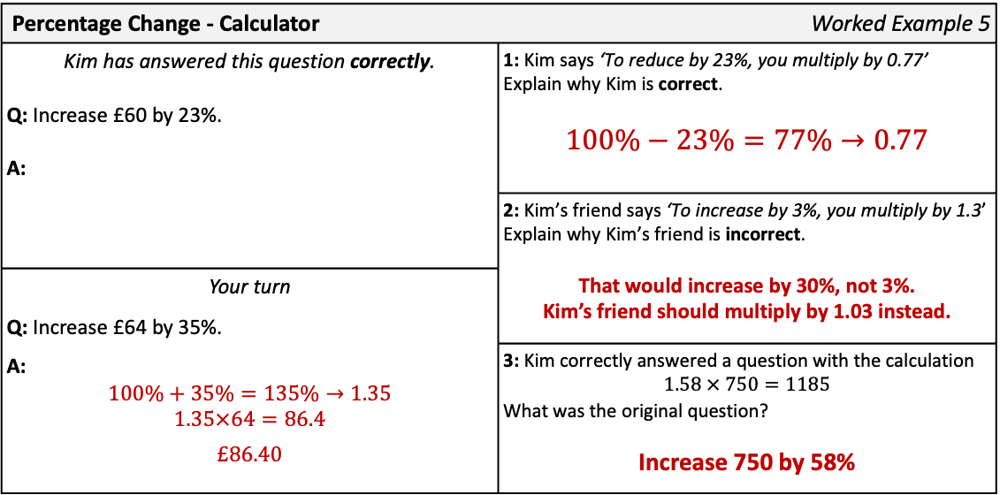 Percentage Change - Calculator
Worked Example 5
Kim has answered this question correctly.
Q: Increase £60 by 23%.
A:
Your turn
Q: Increase £64 by 35%.
A:
100% + 35% = 135% → 1.35
1.35×64 = 86.4
£86.40
1: Kim says ‘To reduce by 23%, you multiply by 0.77’
Explain why Kim is correct.
100% − 23% = 77% → 0.77
2: Kim’s friend says ‘To increase by 3%, you multiply by 1.3’
Explain why Kim’s friend is incorrect.
That would increase by 30%, not 3%.
Kim’s friend should multiply by 1.03 instead.
3: Kim correctly answered a question with the calculation
1.58 × 750 = 1185
What was the original question?
Increase 750 by 58%